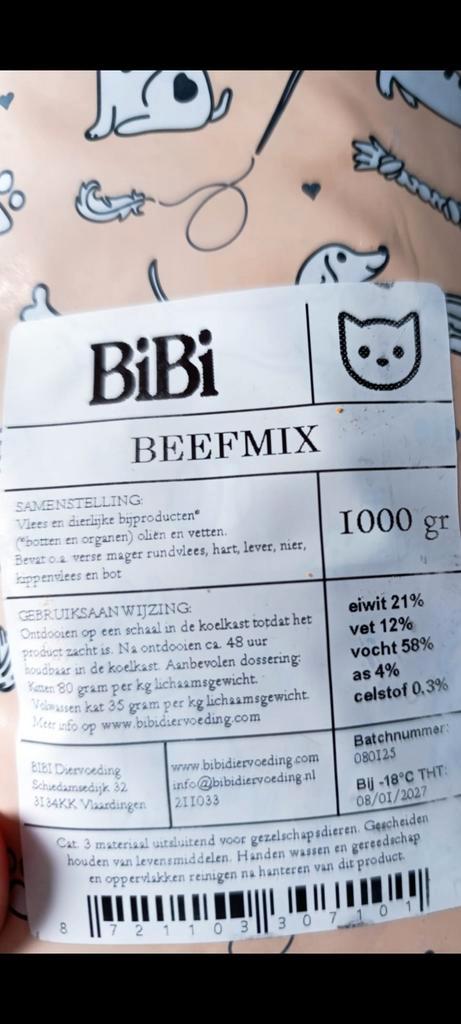 BiBi
BEEFMIX
SAMENSTELLING:
Vlees en dierlijke bijproducten*
(*botten en organen) oliën en vetten.
Bevat o.a. verse mager rundvlees, hart, lever, nier,
kippenvlees en bot
1000 gr
GEBRUIKSAANWIJZING:
Ontdooien op een schaal in de koelkast totdat het
product zacht is. Na ontdooien ca. 48 uur
houdbaar in de koelkast. Aanbevolen dossering:
Kitten 80 gram per kg lichaamsgewicht.
Volwassen kat 35 gram per kg lichaamsgewicht.
Meer info op www.bibidiervoeding.com
eiwit 21%
vet 12%
vocht 58%
as 4%
celstof 0,3%
BIBI Diervoeding
Schiedamsedijk 32
3134KK Vlaardingen
www.bibidiervoeding.com
info@bibidiervoeding.nl
211033
Batchnummer:
080125
Bij -18°C THT:
08/01/2027
Cat. 3 materiaal uitsluitend voor gezelschapsdieren. Gescheiden
houden van levensmiddelen. Handen wassen en gereedschap
en oppervlakken reinigen na hanteren van dit product.
8 721103 307101